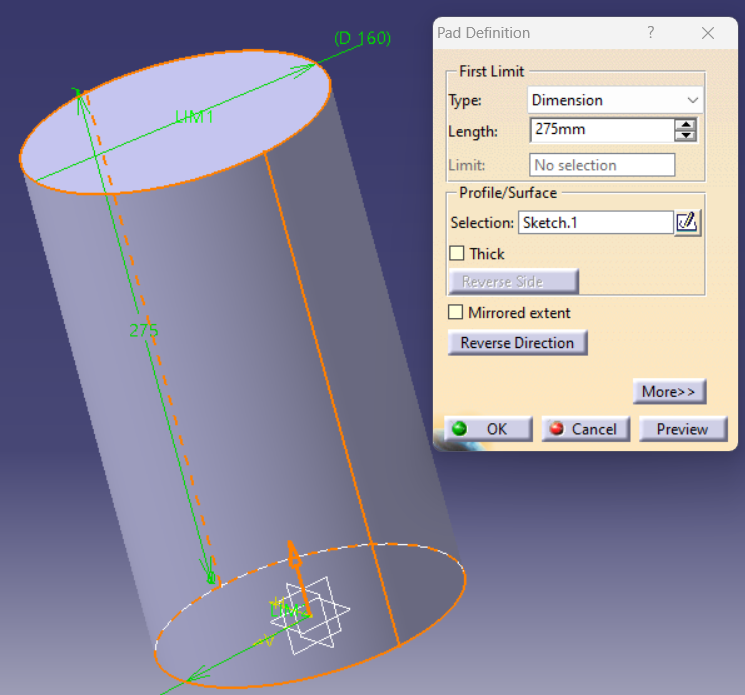 (D 160)
LIM1
275
H
V
Pad Definition
?
First Limit
Type: Dimension
Length: 275mm
Limit: No selection
Profile/Surface
Selection: Sketch.1
Thick
Reverse Side
Mirrored extent
Reverse Direction
More>>
OK Cancel Preview